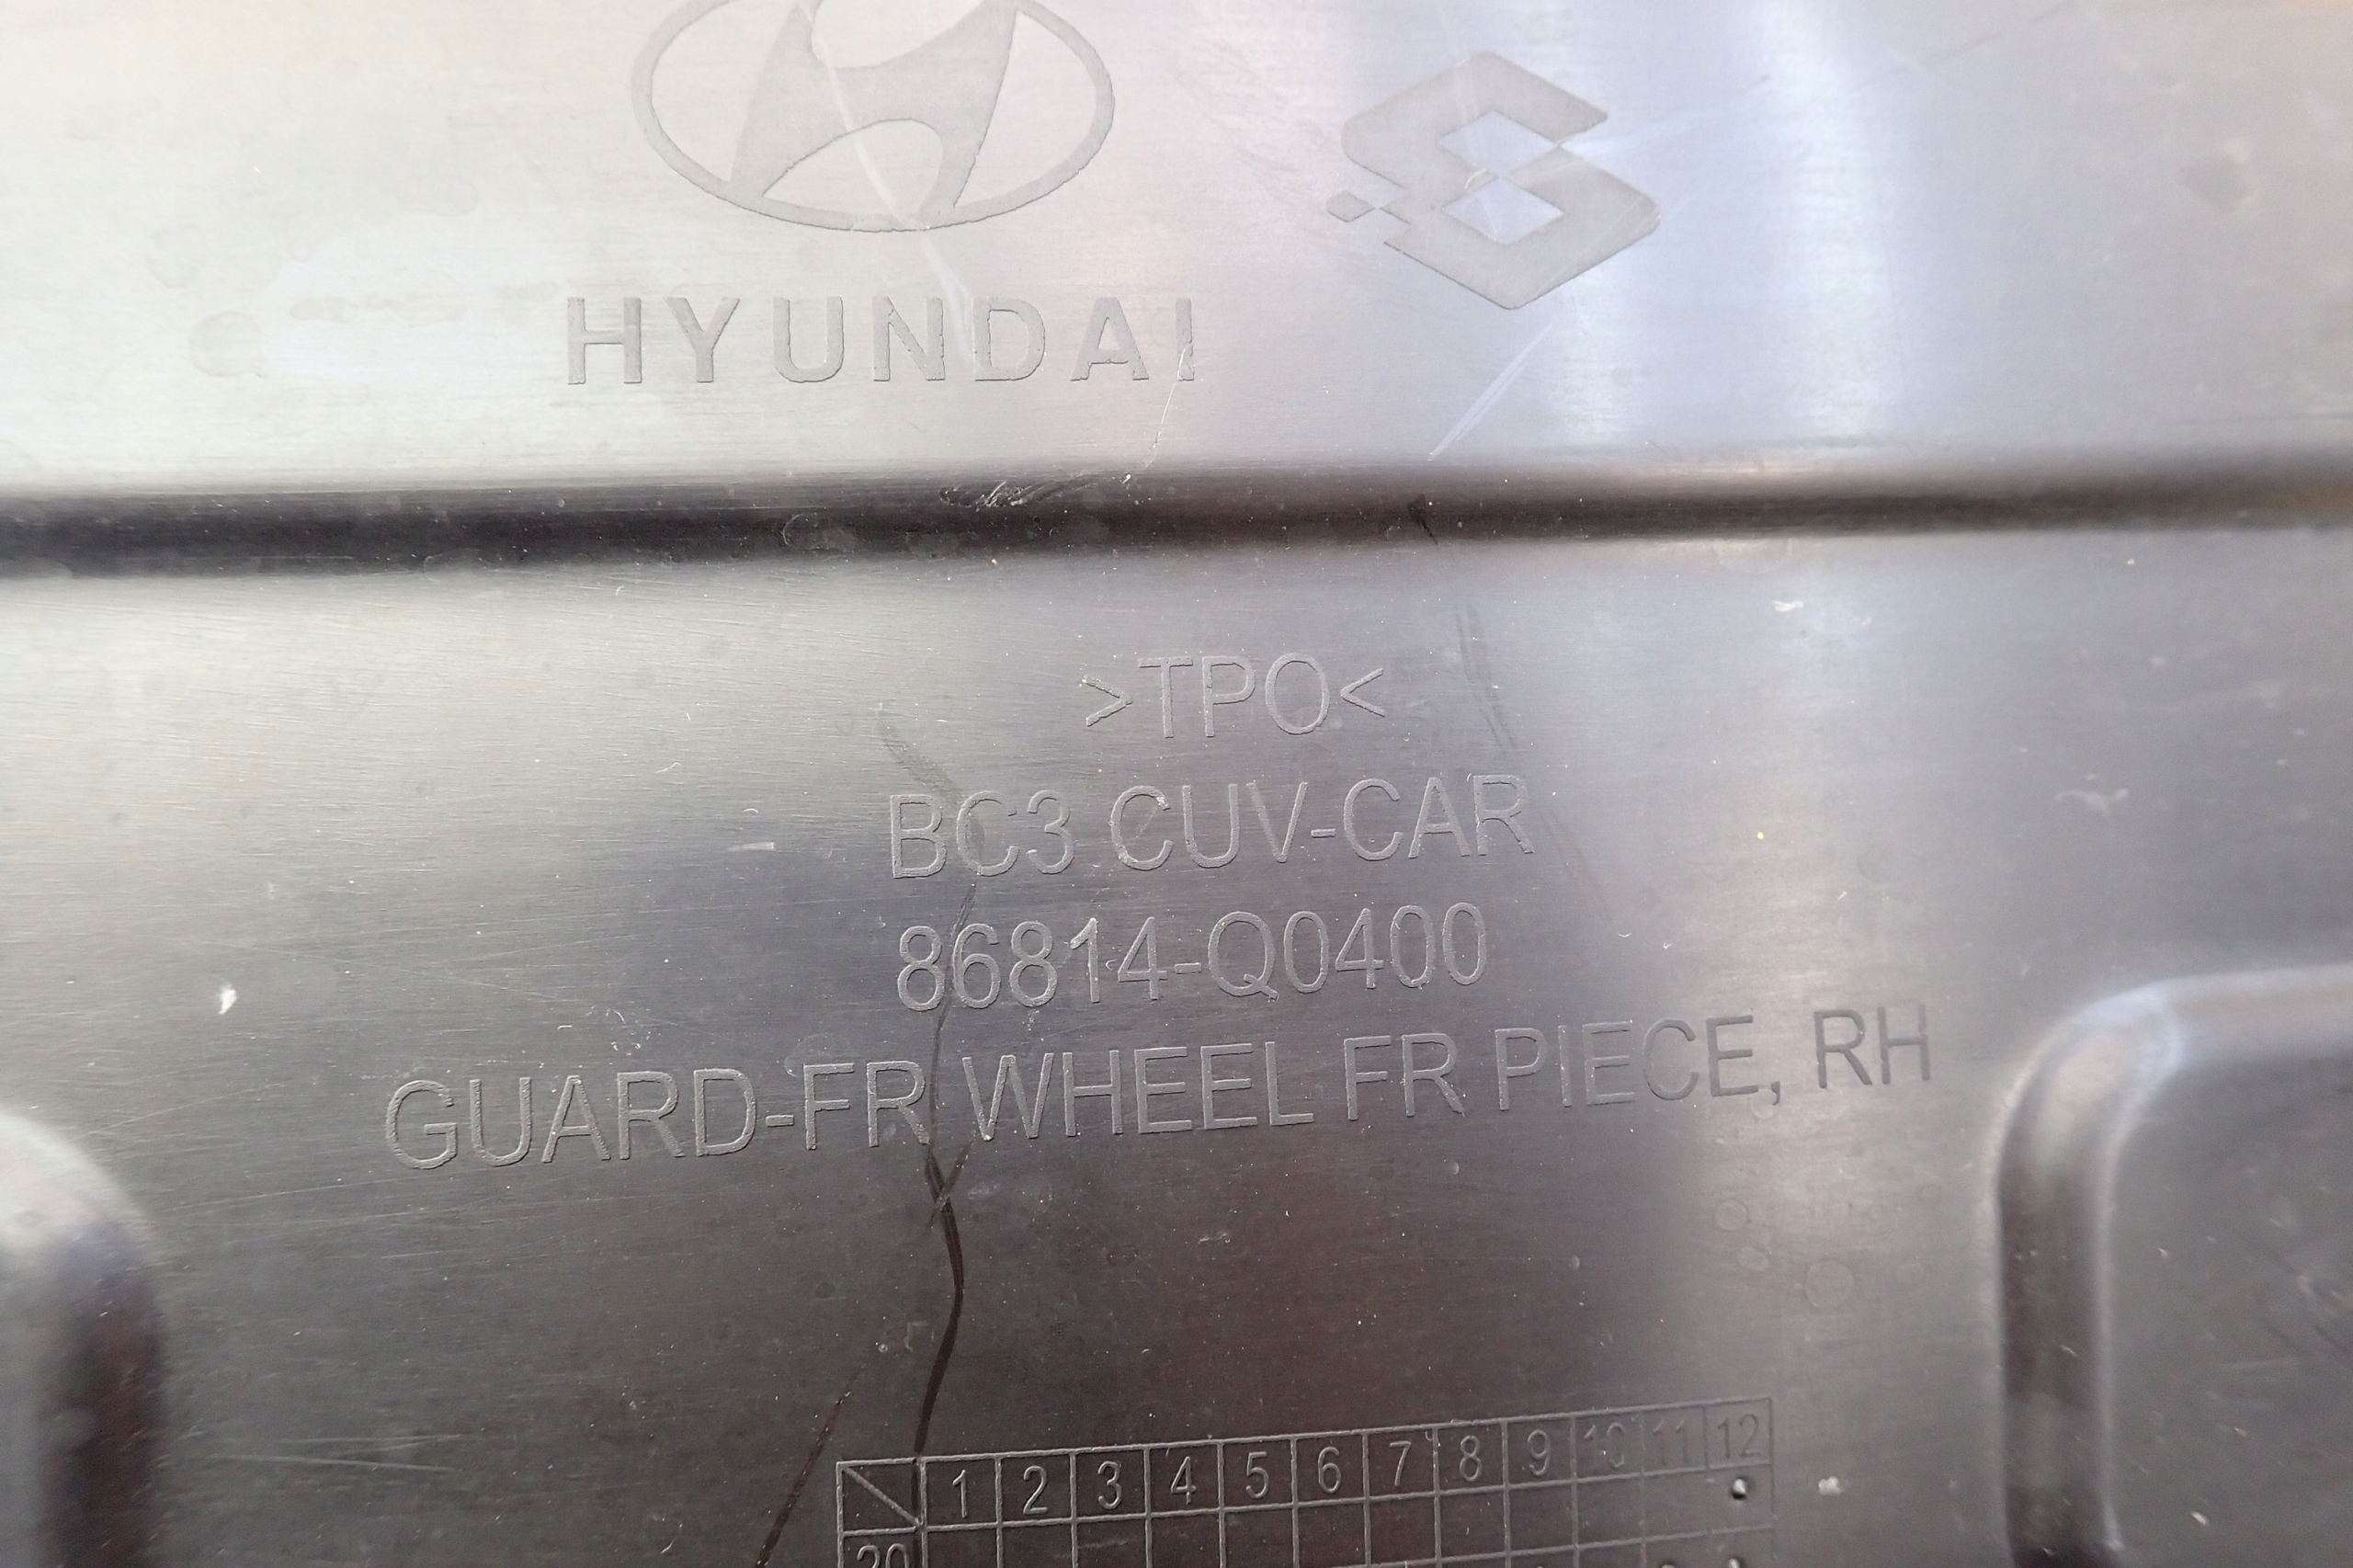 HYUNDAI
>TPO<
BC3 CUV-CAR
86814-Q0400
GUARD-FR WHEEL FR PIECE, RH
1 2 3 4 5 6 7 8 9 10 11 12
20